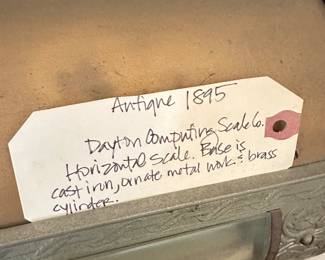 Antique 1895
Dayton Computing Scale Co.
Horizontal Scale. Base is
cast iron, ornate metal work. & brass
cylinder.